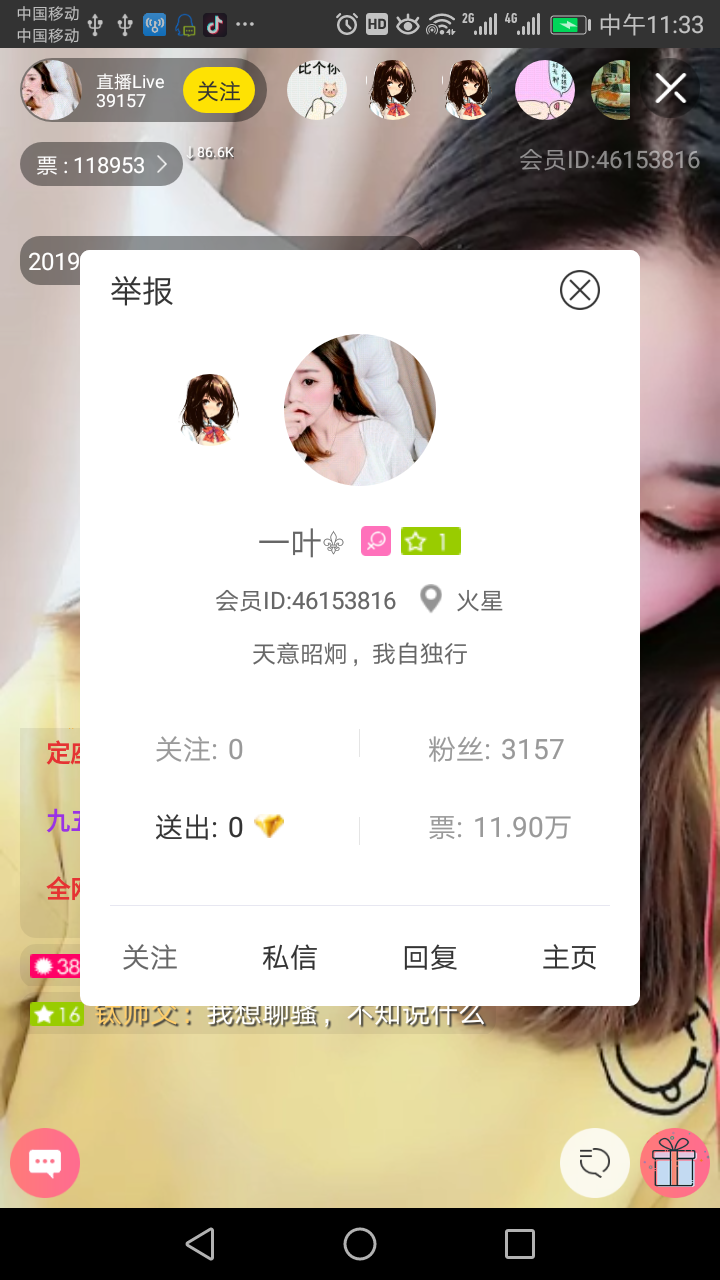 中国移动
中国移动
HD
2G
4G
中午11:33
直播Live
39157
关注
比个你
票 : 118953
↓86.6K
会员ID:46153816
2019
举报
一叶⚜
1
会员ID:46153816
火星
天意昭炯，我自独行
关注: 0
粉丝: 3157
送出: 0
票: 11.90万
定座
九五
全网
38
关注
私信
回复
主页
16
钛师父：我想聊骚，不知说什么